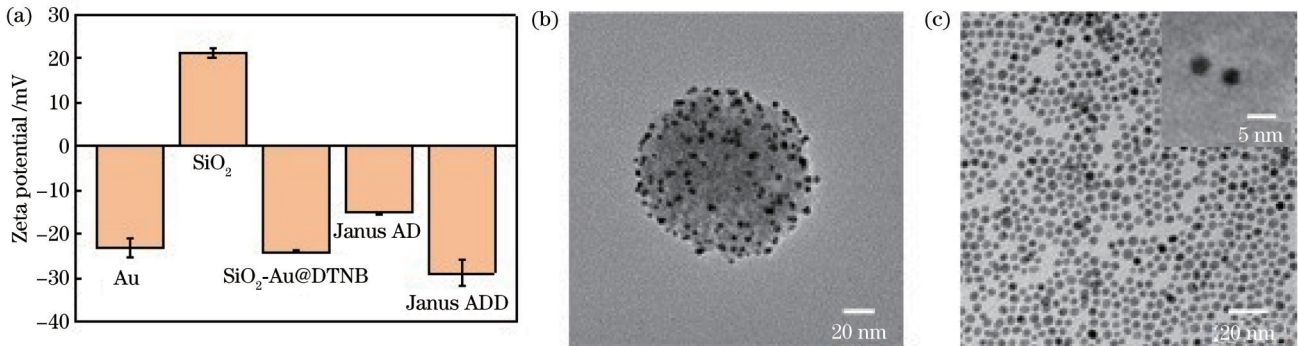 (a)
30
20
10
0
−10
−20
−30
−40
Zeta potential /mV
Au
SiO₂
SiO₂-Au@DTNB
Janus AD
Janus ADD
(b)
20 nm
(c)
5 nm
20 nm